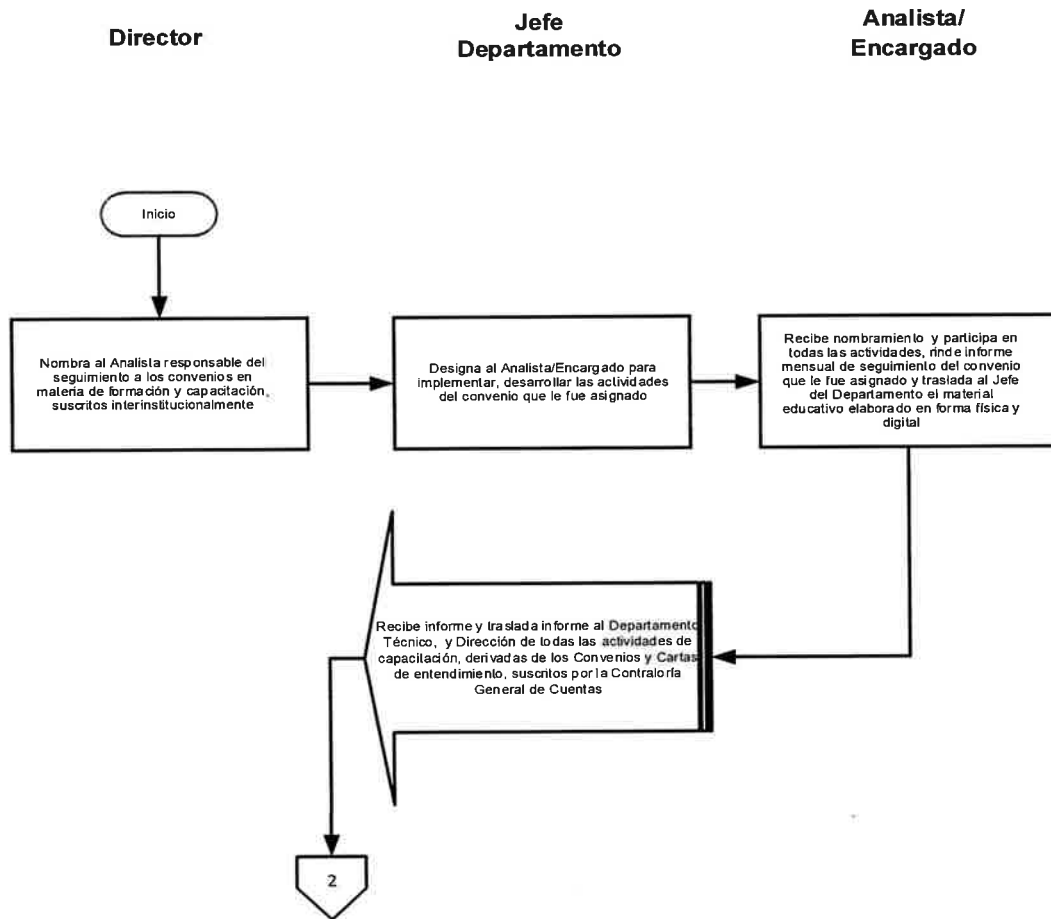 Director
Jefe
Departamento
Analista/
Encargado
Inicio
Nombra al Analista responsable del
seguimiento a los convenios en
materia de formación y capacitación,
suscritos interinstitucionalmente
Designa al Analista/Encargado para
implementar, desarrollar las actividades
del convenio que le fue asignado
Recibe nombramiento y participa en
todas las actividades, rinde informe
mensual de seguimiento del convenio
que le fue asignado y traslada al Jefe
del Departamento el material
educativo elaborado en forma física y
digital
Recibe informe y traslada informe al Departamento
Técnico, y Dirección de todas las actividades de
capacitación, derivadas de los Convenios y Cartas
de entendimiento, suscritos por la Contraloría
General de Cuentas
2